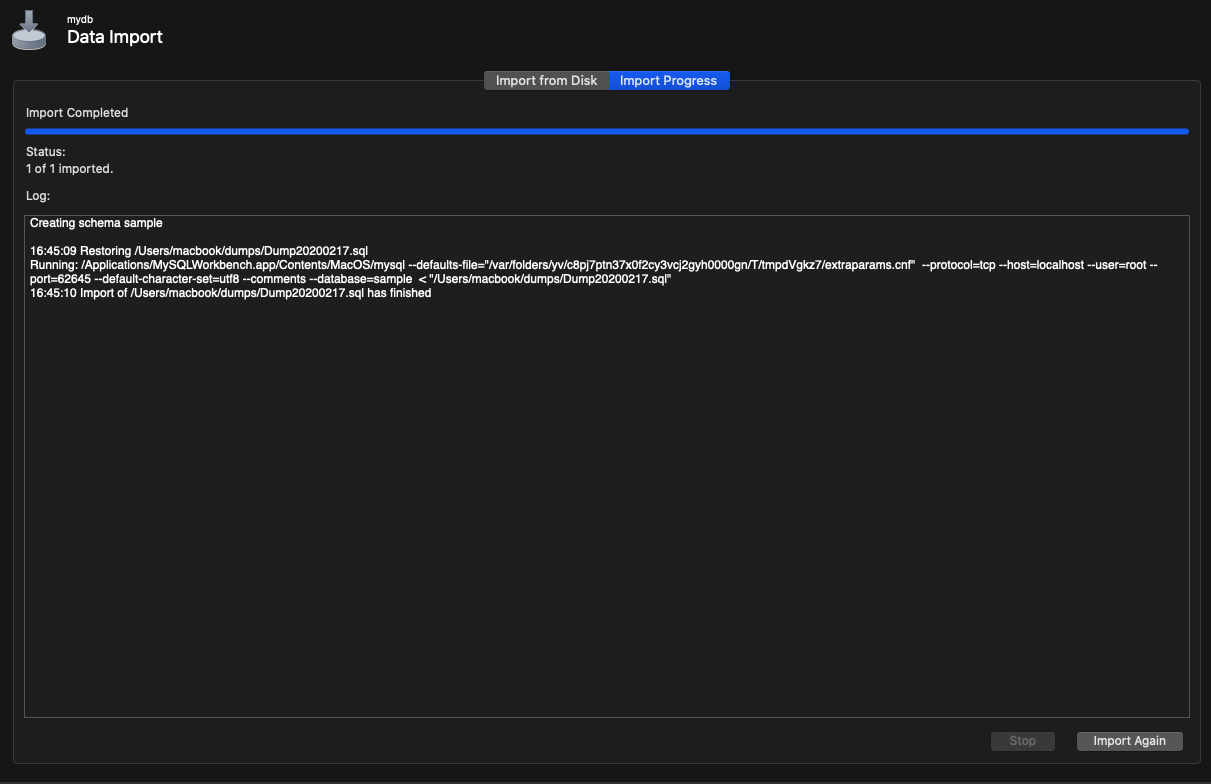 mydb
Data Import
Import from Disk
Import Progress
Import Completed
Status:
1 of 1 imported.
Log:
Creating schema sample
16:45:09 Restoring /Users/macbook/dumps/Dump20200217.sql
Running: /Applications/MySQLWorkbench.app/Contents/MacOS/mysql --defaults-file="/var/folders/yv/c8pj7ptn37x0f2cy3vcj2gyh0000gn/T/tmpdVgkz7/extraparams.cnf"  --protocol=tcp --host=localhost --user=root --
port=62645 --default-character-set=utf8 --comments --database=sample  < "/Users/macbook/dumps/Dump20200217.sql"
16:45:10 Import of /Users/macbook/dumps/Dump20200217.sql has finished
Stop
Import Again